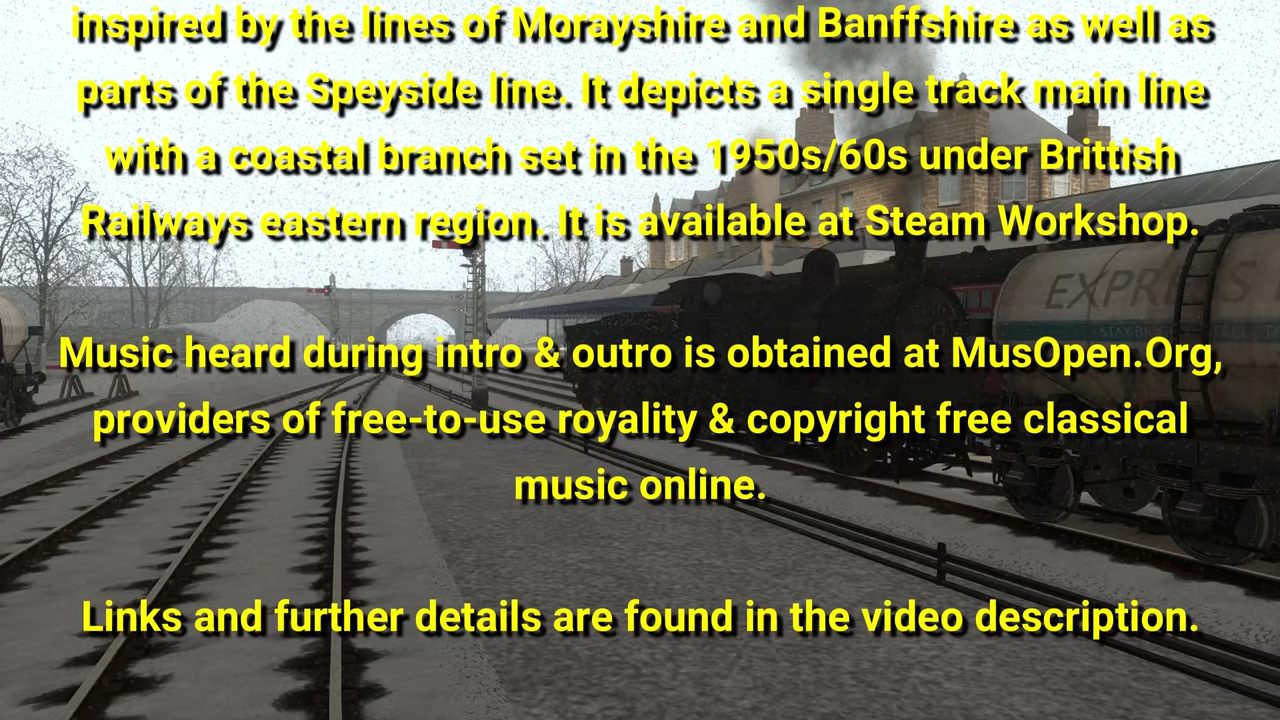 inspired by the lines of Morayshire and Banffshire as well as
parts of the Speyside line. It depicts a single track main line
with a coastal branch set in the 1950s/60s under Brittish
Railways eastern region. It is available at Steam Workshop.
EXPRESS
Music heard during intro & outro is obtained at MusOpen.Org,
providers of free-to-use royality & copyright free classical
music online.
Links and further details are found in the video description.